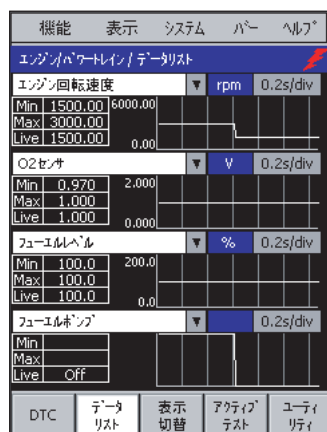 機能 表示 ｼｽﾃﾑ ﾊﾞｰ ﾍﾙﾌﾟ
ｴﾝｼﾞﾝ/ﾊﾟﾜｰﾄﾚｲﾝ / ﾃﾞｰﾀﾘｽﾄ
ｴﾝｼﾞﾝ回転速度 ▼ rpm 0.2s/div
Min 1500.00 6000.00
Max 3000.00
Live 1500.00 0.00
O2ｾﾝｻ ▼ V 0.2s/div
Min 0.970 2.000
Max 1.000
Live 1.000 0.000
ﾌｭｰｴﾙﾚﾍﾞﾙ ▼ % 0.2s/div
Min 100.0 200.0
Max 100.0
Live 100.0 0.0
ﾌｭｰｴﾙﾎﾟﾝﾌﾟ ▼ 0.2s/div
Min
Max
Live Off
DTC ﾃﾞｰﾀ 表示 ｱｸﾃｨﾌﾞ ﾕｰﾃｨ
ﾘｽﾄ 切替 ﾃｽﾄ ﾘﾃｨ